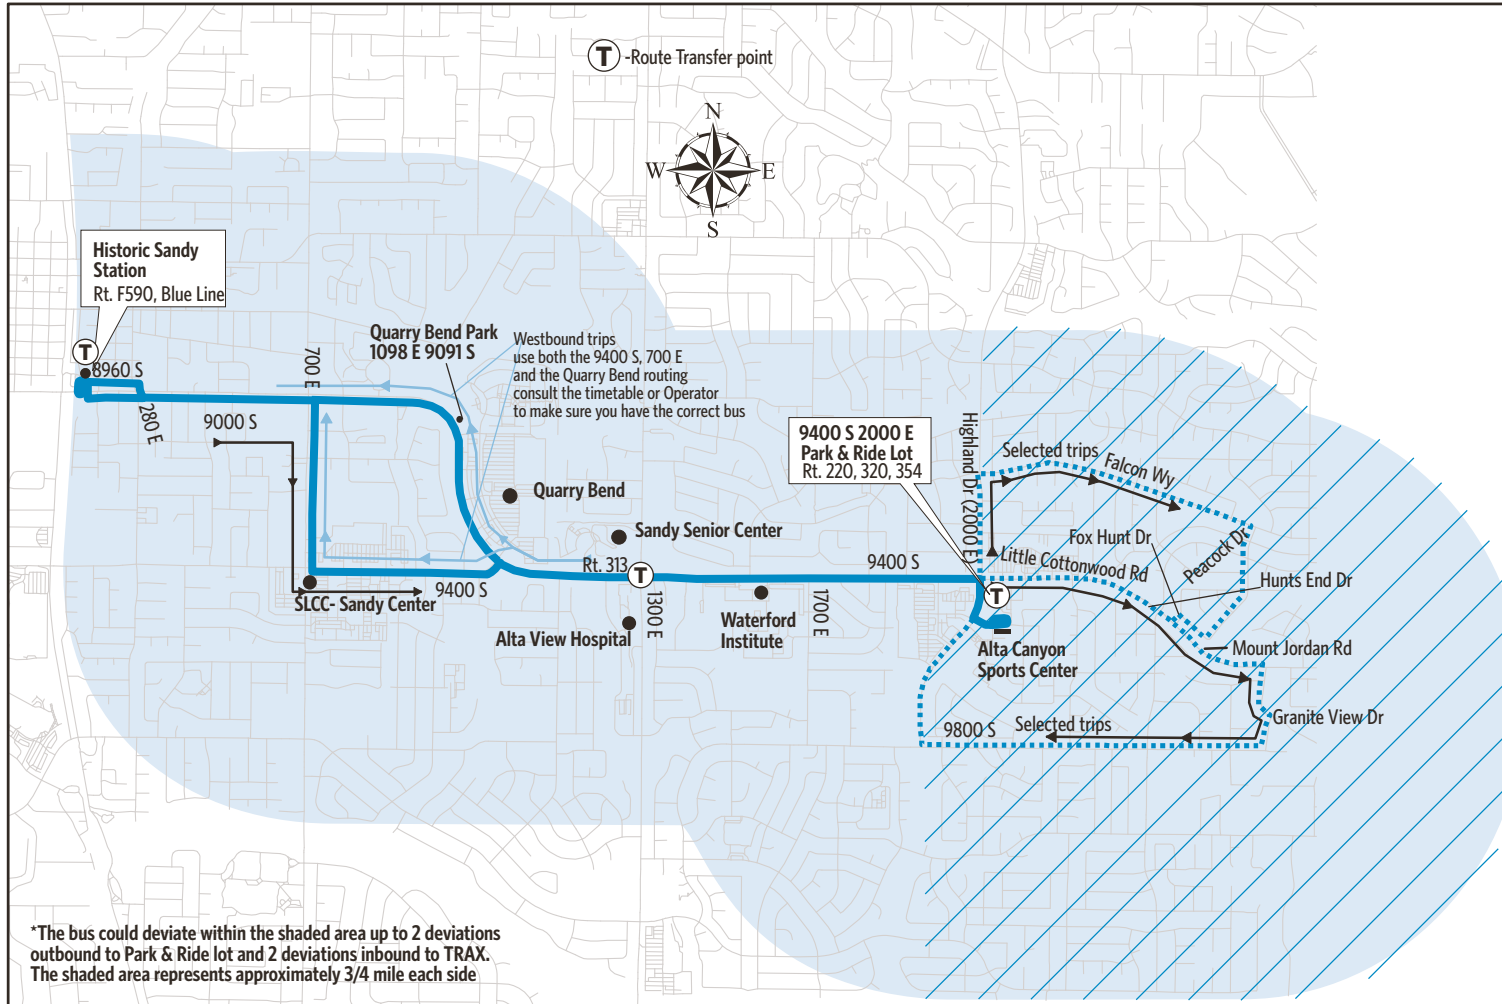 T -Route Transfer point
N
W E
S
Historic Sandy
Station
Rt. F590, Blue Line
T
8960 S
280 E
700 E
9000 S
Quarry Bend Park
1098 E 9091 S
Westbound trips
use both the 9400 S, 700 E
and the Quarry Bend routing
consult the timetable or Operator
to make sure you have the correct bus
Quarry Bend
Sandy Senior Center
Rt. 313
T
9400 S
SLCC- Sandy Center
Alta View Hospital
1300 E
Waterford
Institute
1700 E
9400 S
9400 S 2000 E
Park & Ride Lot
Rt. 220, 320, 354
Highland Dr (2000 E)
Selected trips
Falcon Wy
Fox Hunt Dr
Peacock Dr
Little Cottonwood Rd
Hunts End Dr
T
Alta Canyon
Sports Center
Mount Jordan Rd
Granite View Dr
9800 S
Selected trips
*The bus could deviate within the shaded area up to 2 deviations
outbound to Park & Ride lot and 2 deviations inbound to TRAX.
The shaded area represents approximately 3/4 mile each side